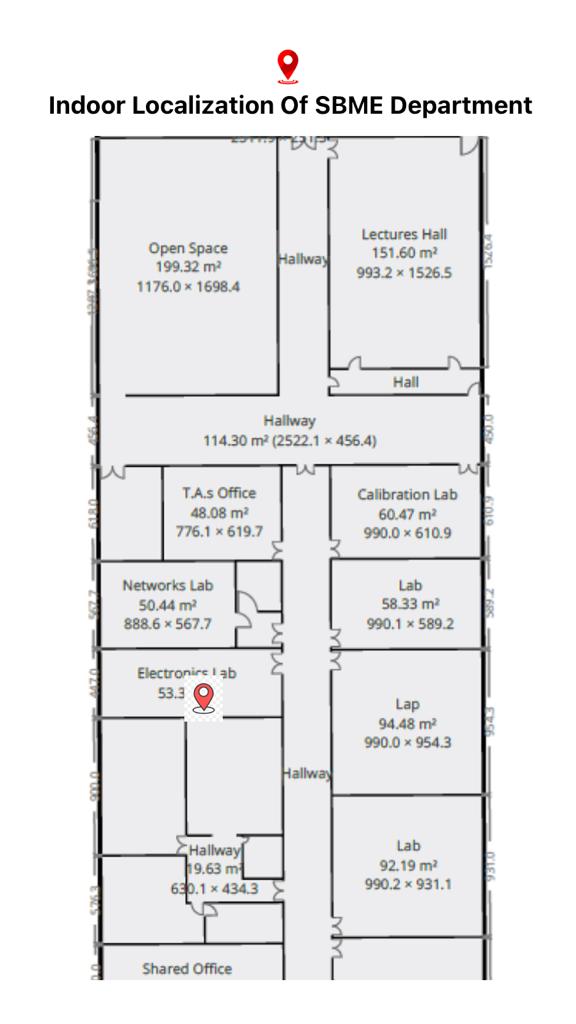 Indoor Localization Of SBME Department
Open Space
199.32 m²
1176.0 × 1698.4
Hallway
Lectures Hall
151.60 m²
993.2 × 1526.5
1526.4
Hall
Hallway
114.30 m² (2522.1 × 456.4)
456.4
450.0
T.A.s Office
48.08 m²
776.1 × 619.7
618.0
Calibration Lab
60.47 m²
990.0 × 610.9
610.9
Networks Lab
50.44 m²
888.6 × 567.7
567.7
Lab
58.33 m²
990.1 × 589.2
589.2
Electronics Lab
53.3
447.0
Lap
94.48 m²
990.0 × 954.3
954.3
Hallway
900.0
Hallway
19.63 m²
630.1 × 434.3
Lab
92.19 m²
990.2 × 931.1
931.0
576.3
Shared Office